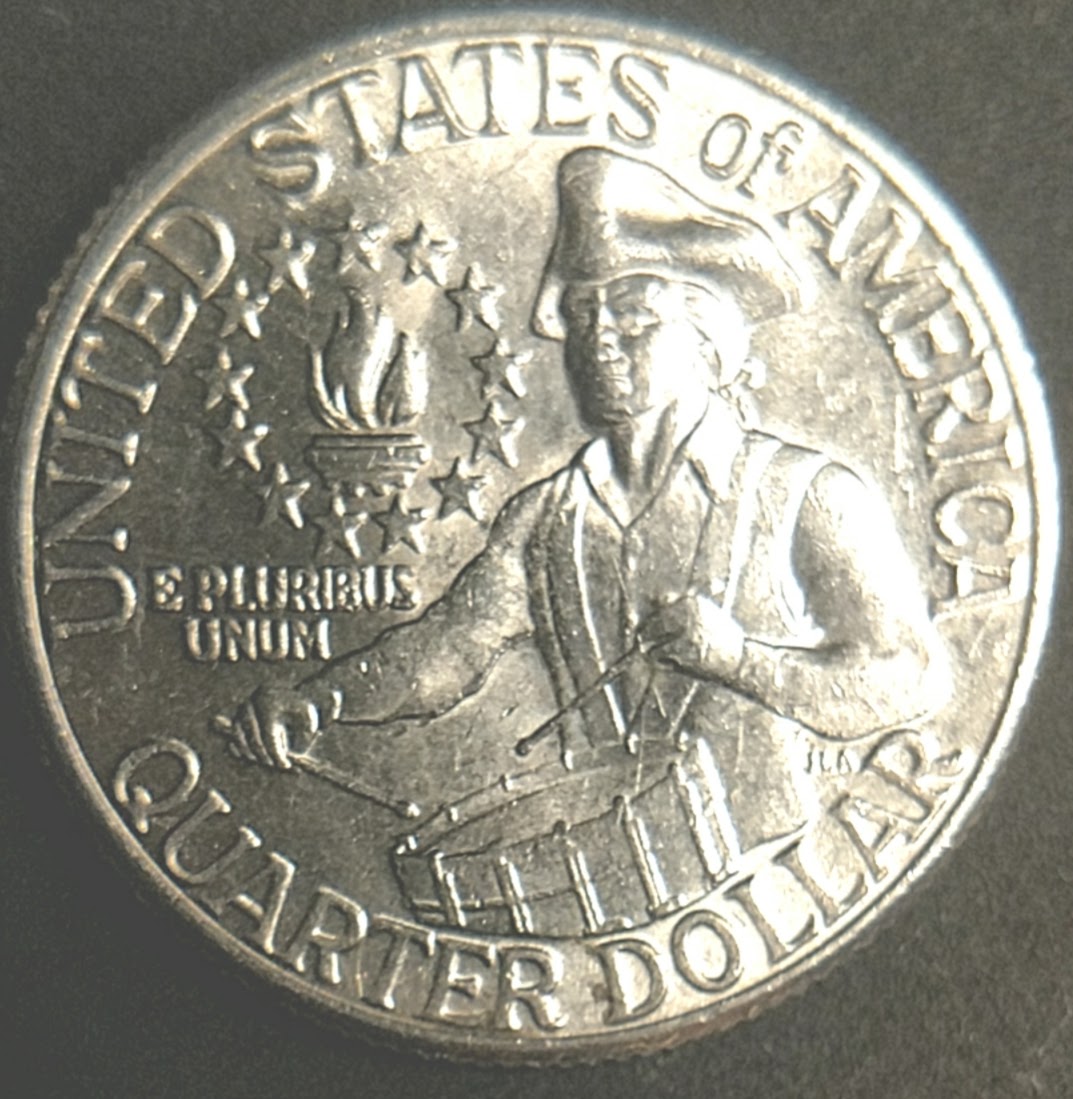 UNITED STATES of AMERICA
E PLURIBUS
UNUM
JLA
QUARTER DOLLAR